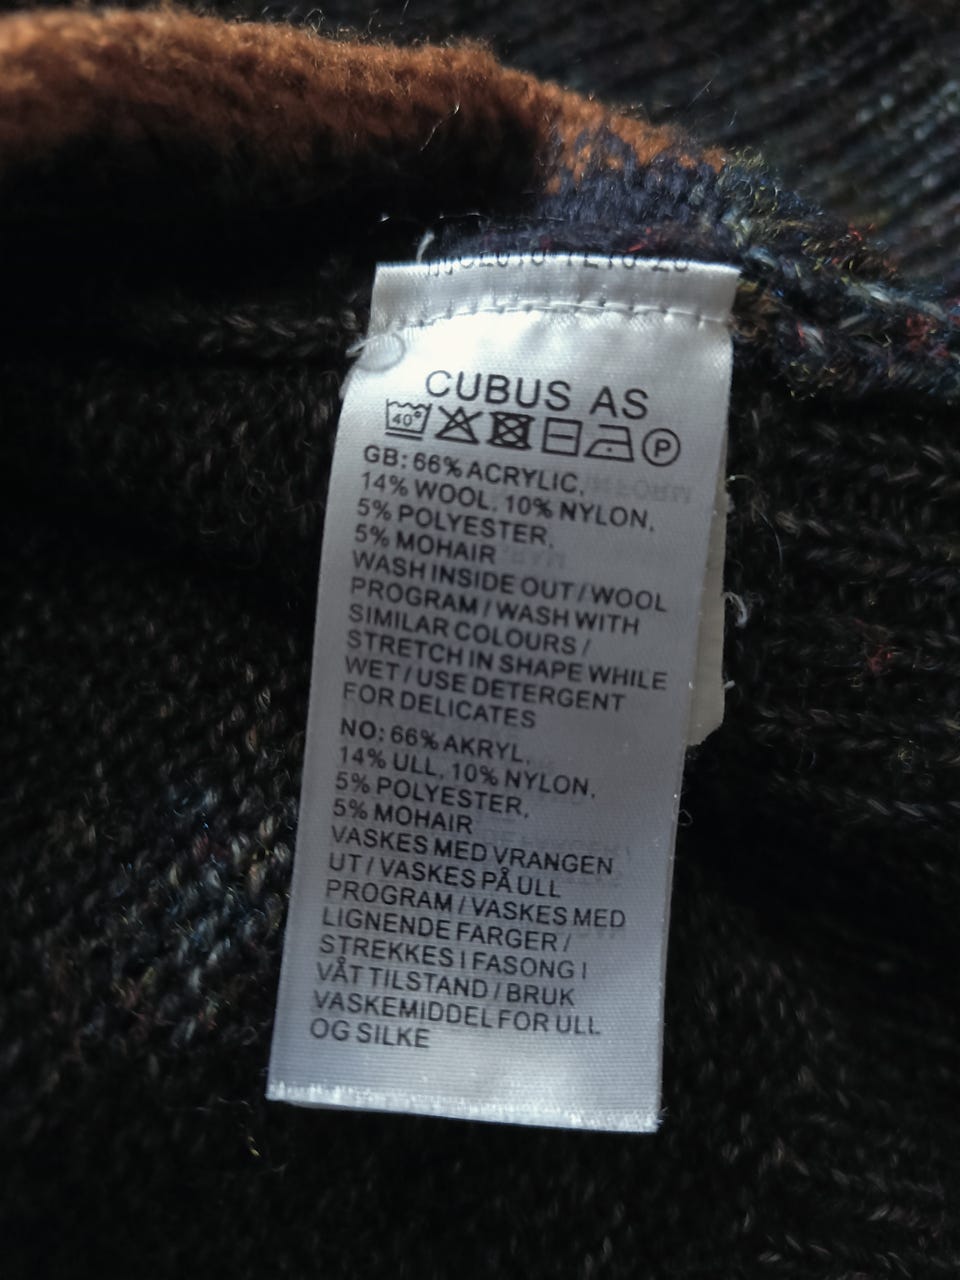 CUBUS AS
40°
P
GB: 66% ACRYLIC,
14% WOOL, 10% NYLON,
5% POLYESTER,
5% MOHAIR
WASH INSIDE OUT / WOOL
PROGRAM / WASH WITH
SIMILAR COLOURS /
STRETCH IN SHAPE WHILE
WET / USE DETERGENT
FOR DELICATES
NO: 66% AKRYL,
14% ULL, 10% NYLON,
5% POLYESTER,
5% MOHAIR
VASKES MED VRANGEN
UT / VASKES PÅ ULL
PROGRAM / VASKES MED
LIGNENDE FARGER /
STREKKES I FASONG I
VÅT TILSTAND / BRUK
VASKEMIDDEL FOR ULL
OG SILKE